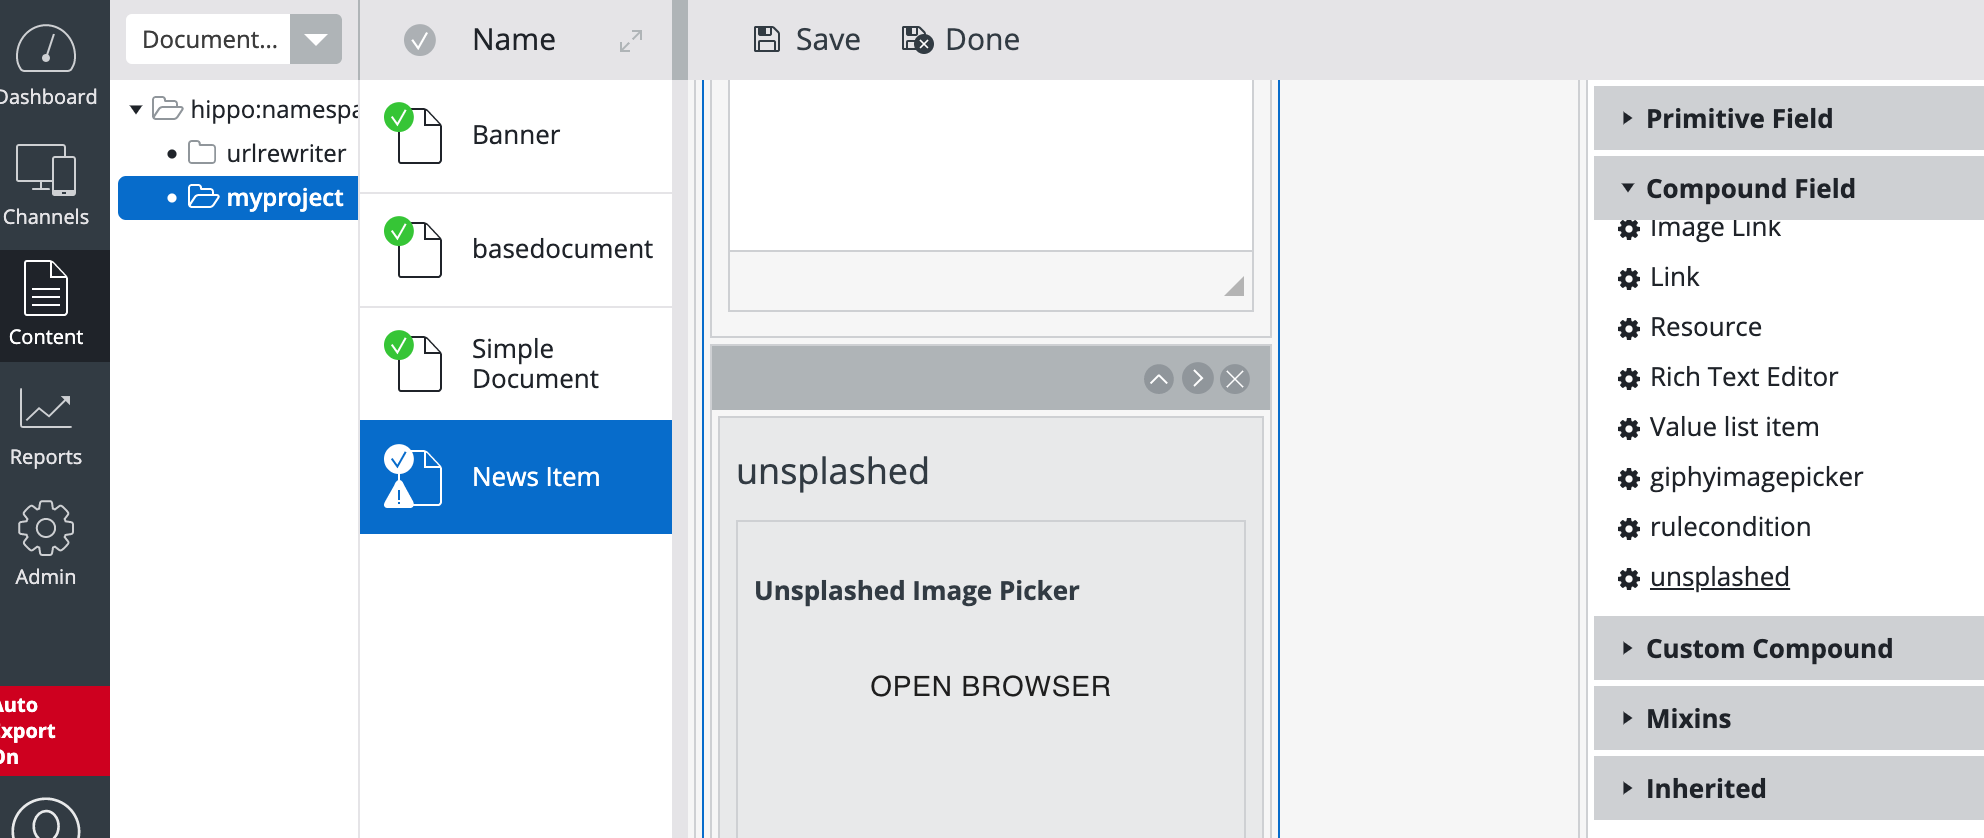 Dashboard
Channels
Content
Reports
Admin
Auto
Export
On
Document...
hippo:namespa
urlrewriter
myproject
Name
Banner
basedocument
Simple
Document
News Item
Save
Done
unsplashed
Unsplashed Image Picker
OPEN BROWSER
Primitive Field
Compound Field
Image Link
Link
Resource
Rich Text Editor
Value list item
giphyimagepicker
rulecondition
unsplashed
Custom Compound
Mixins
Inherited